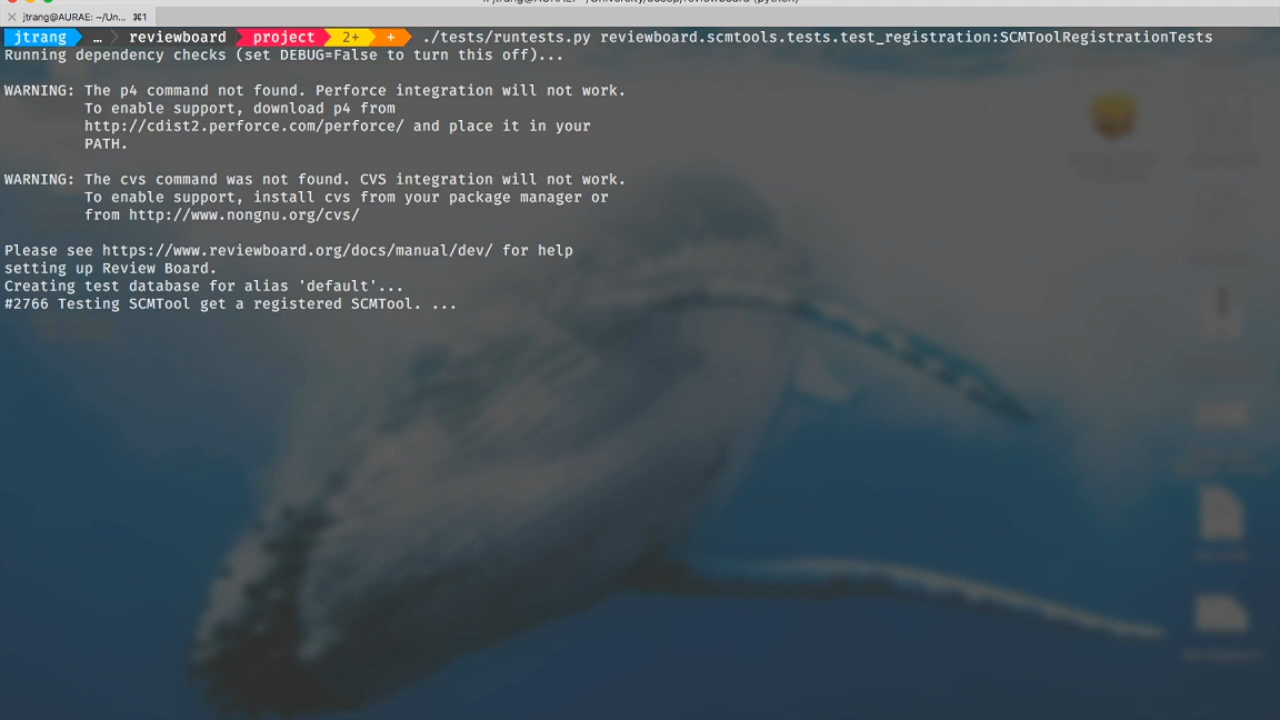 jtrang@AURAE: ~/Un... ⌘1
jtrang … reviewboard project 2+ + ./tests/runtests.py reviewboard.scmtools.tests.test_registration:SCMToolRegistrationTests
Running dependency checks (set DEBUG=False to turn this off)...
WARNING: The p4 command not found. Perforce integration will not work.
To enable support, download p4 from
http://cdist2.perforce.com/perforce/ and place it in your
PATH.
WARNING: The cvs command was not found. CVS integration will not work.
To enable support, install cvs from your package manager or
from http://www.nongnu.org/cvs/
Please see https://www.reviewboard.org/docs/manual/dev/ for help
setting up Review Board.
Creating test database for alias 'default'...
#2766 Testing SCMTool get a registered SCMTool. ...